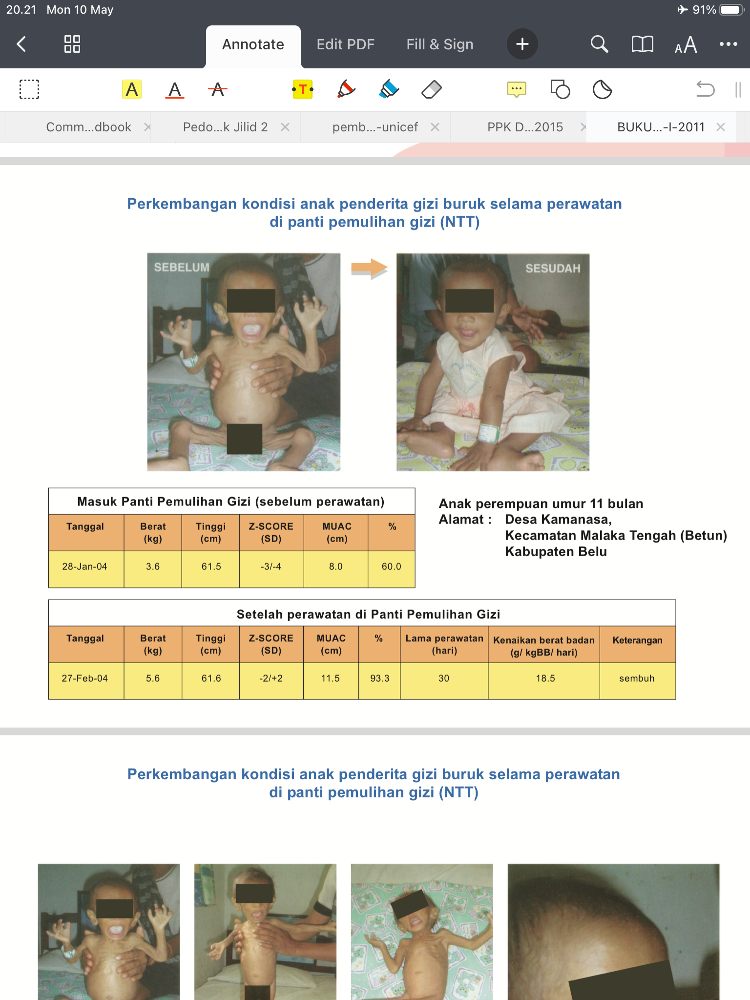 20.21 Mon 10 May
91%
Annotate
Edit PDF
Fill & Sign
AA
A A A T
Comm...dbook
Pedo...k Jilid 2
pemb...-unicef
PPK D...2015
BUKU...-I-2011
Perkembangan kondisi anak penderita gizi buruk selama perawatan
di panti pemulihan gizi (NTT)
SEBELUM
SESUDAH
Masuk Panti Pemulihan Gizi (sebelum perawatan)
Tanggal Berat (kg) Tinggi (cm) Z-SCORE (SD) MUAC (cm) %
28-Jan-04 3.6 61.5 -3/-4 8.0 60.0
Anak perempuan umur 11 bulan
Alamat : Desa Kamanasa,
Kecamatan Malaka Tengah (Betun)
Kabupaten Belu
Setelah perawatan di Panti Pemulihan Gizi
Tanggal Berat (kg) Tinggi (cm) Z-SCORE (SD) MUAC (cm) % Lama perawatan (hari) Kenaikan berat badan (g/ kgBB/ hari) Keterangan
27-Feb-04 5.6 61.6 -2/+2 11.5 93.3 30 18.5 sembuh
Perkembangan kondisi anak penderita gizi buruk selama perawatan
di panti pemulihan gizi (NTT)